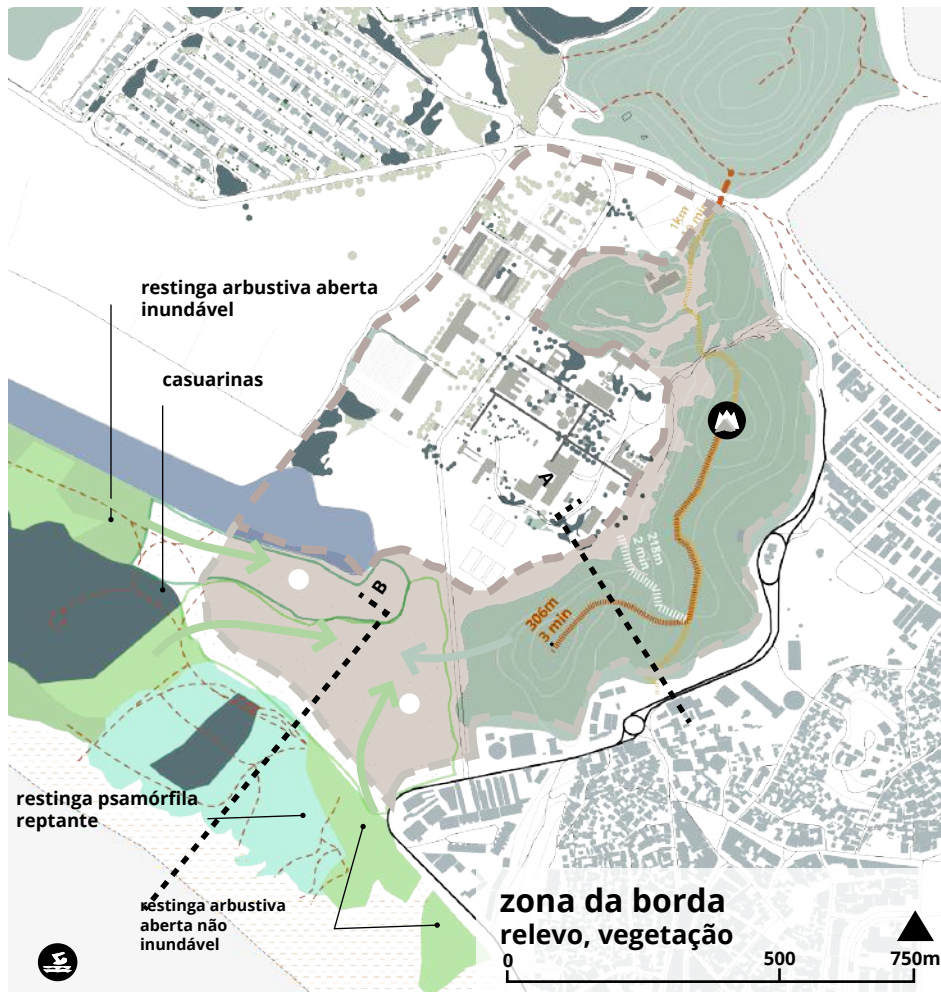 1km
restinga arbustiva aberta
inundável
casuarinas
A
218m
2 min
B
306m
3 min
restinga psamórfila
reptante
restinga arbustiva
aberta não
inundável
zona da borda
relevo, vegetação
0
500
750m